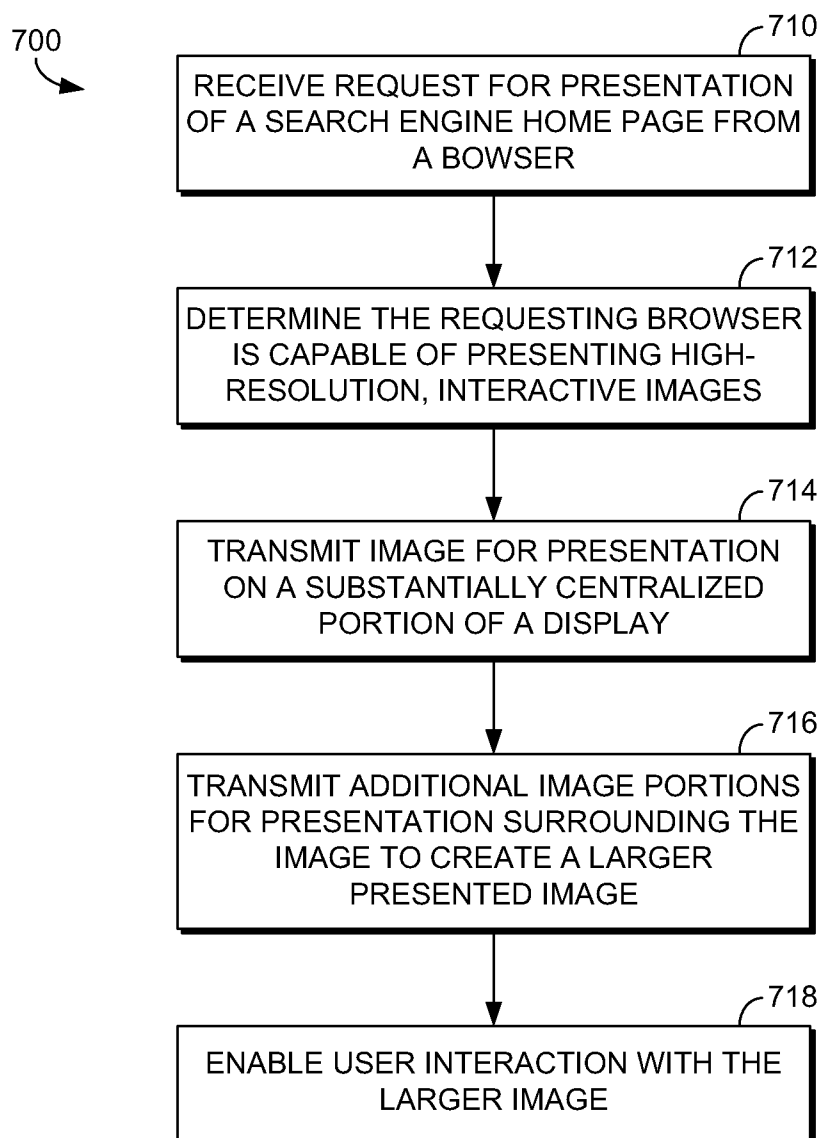 700
710
RECEIVE REQUEST FOR PRESENTATION
OF A SEARCH ENGINE HOME PAGE FROM
A BOWSER
712
DETERMINE THE REQUESTING BROWSER
IS CAPABLE OF PRESENTING HIGH-
RESOLUTION, INTERACTIVE IMAGES
714
TRANSMIT IMAGE FOR PRESENTATION
ON A SUBSTANTIALLY CENTRALIZED
PORTION OF A DISPLAY
716
TRANSMIT ADDITIONAL IMAGE PORTIONS
FOR PRESENTATION SURROUNDING THE
IMAGE TO CREATE A LARGER
PRESENTED IMAGE
718
ENABLE USER INTERACTION WITH THE
LARGER IMAGE